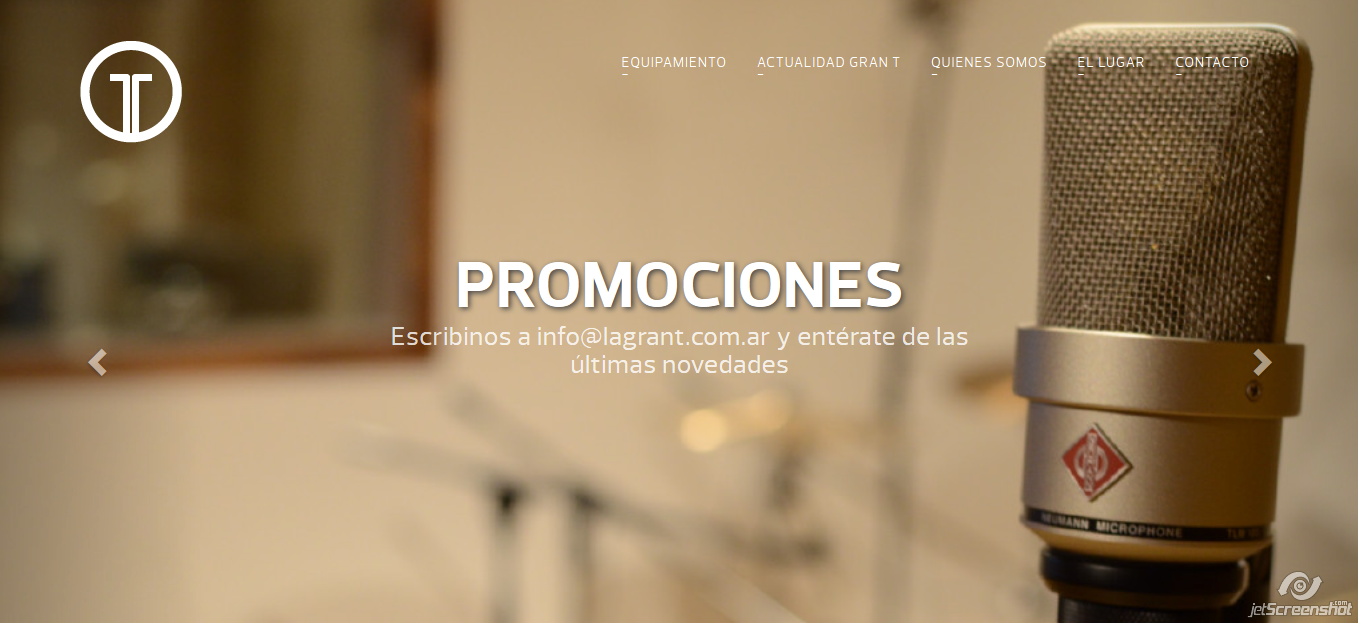 EQUIPAMIENTO ACTUALIDAD GRAN T QUIENES SOMOS EL LUGAR CONTACTO
PROMOCIONES
Escribinos a info@lagrant.com.ar y entérate de las
últimas novedades
NEUMANN MICROPHONE
jetScreenshot.com